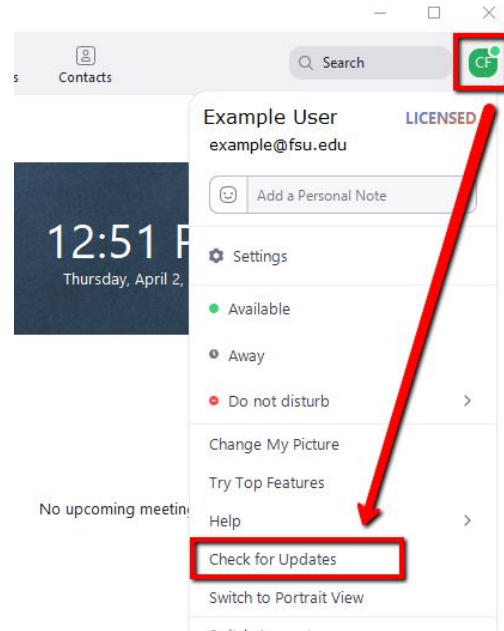 s
Contacts
Search
CF
Example User
LICENSED
example@fsu.edu
Add a Personal Note
12:51 P
Thursday, April 2,
Settings
Available
Away
Do not disturb
Change My Picture
Try Top Features
No upcoming meeting
Help
Check for Updates
Switch to Portrait View